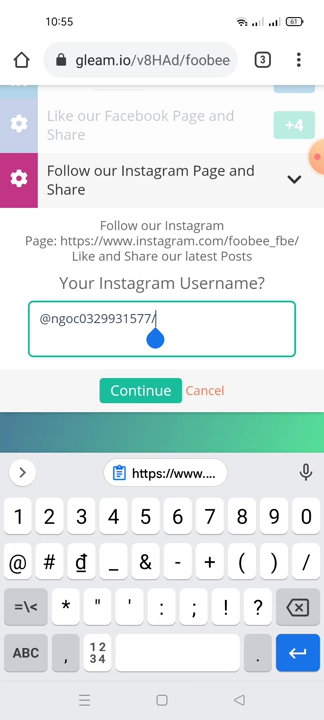 10:55
61
gleam.io/v8HAd/foobee
3
Like our Facebook Page and
Share
+4
Follow our Instagram Page and
Share
Follow our Instagram
Page: https://www.instagram.com/foobee_fbe/
Like and Share our latest Posts
Your Instagram Username?
@ngoc0329931577/
Continue Cancel
https://www....
1 2 3 4 5 6 7 8 9 0
@ # ₫ _ & - + ( ) /
=\< * " ' : ; ! ?
ABC , 12 .
34